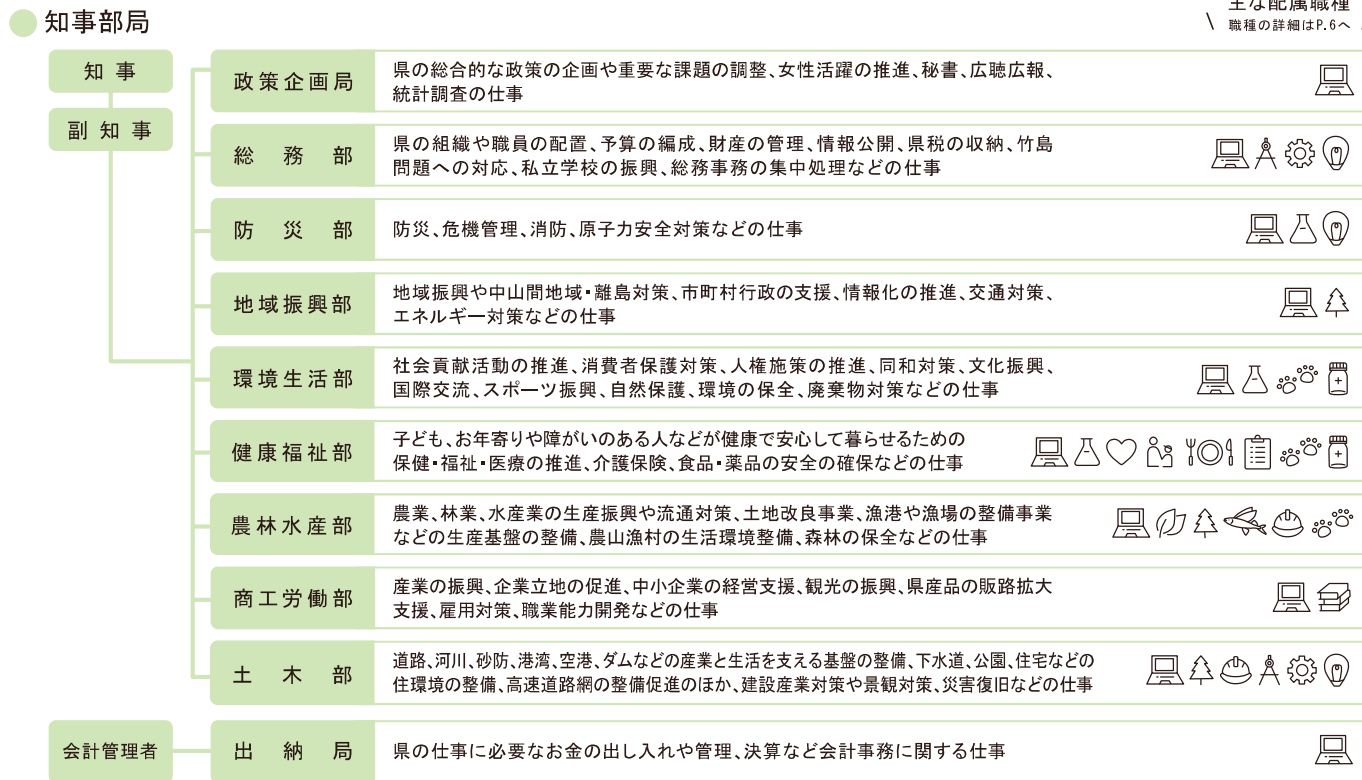 知事部局
主な配属職種
職種の詳細はP.6へ
知事
副知事
政策企画局
県の総合的な政策の企画や重要な課題の調整、女性活躍の推進、秘書、広聴広報、
統計調査の仕事
総務部
県の組織や職員の配置、予算の編成、財産の管理、情報公開、県税の収納、竹島
問題への対応、私立学校の振興、総務事務の集中処理などの仕事
防災部
防災、危機管理、消防、原子力安全対策などの仕事
地域振興部
地域振興や中山間地域・離島対策、市町村行政の支援、情報化の推進、交通対策、
エネルギー対策などの仕事
環境生活部
社会貢献活動の推進、消費者保護対策、人権施策の推進、同和対策、文化振興、
国際交流、スポーツ振興、自然保護、環境の保全、廃棄物対策などの仕事
健康福祉部
子ども、お年寄りや障がいのある人などが健康で安心して暮らせるための
保健・福祉・医療の推進、介護保険、食品・薬品の安全の確保などの仕事
農林水産部
農業、林業、水産業の生産振興や流通対策、土地改良事業、漁港や漁場の整備事業
などの生産基盤の整備、農山漁村の生活環境整備、森林の保全などの仕事
商工労働部
産業の振興、企業立地の促進、中小企業の経営支援、観光の振興、県産品の販路拡大
支援、雇用対策、職業能力開発などの仕事
土木部
道路、河川、砂防、港湾、空港、ダムなどの産業と生活を支える基盤の整備、下水道、公園、住宅などの
住環境の整備、高速道路網の整備促進のほか、建設産業対策や景観対策、災害復旧などの仕事
会計管理者
出納局
県の仕事に必要なお金の出し入れや管理、決算など会計事務に関する仕事